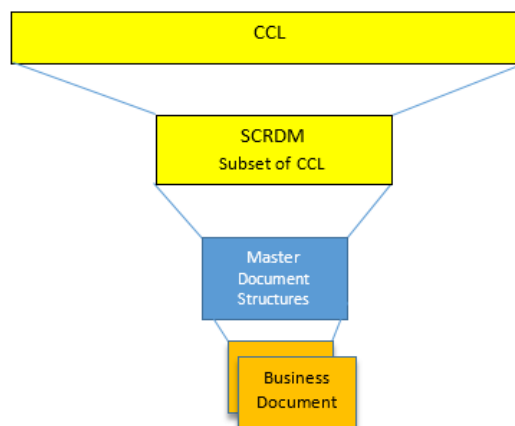 CCL
SCRDM
Subset of CCL
Master
Document
Structures
Business
Document